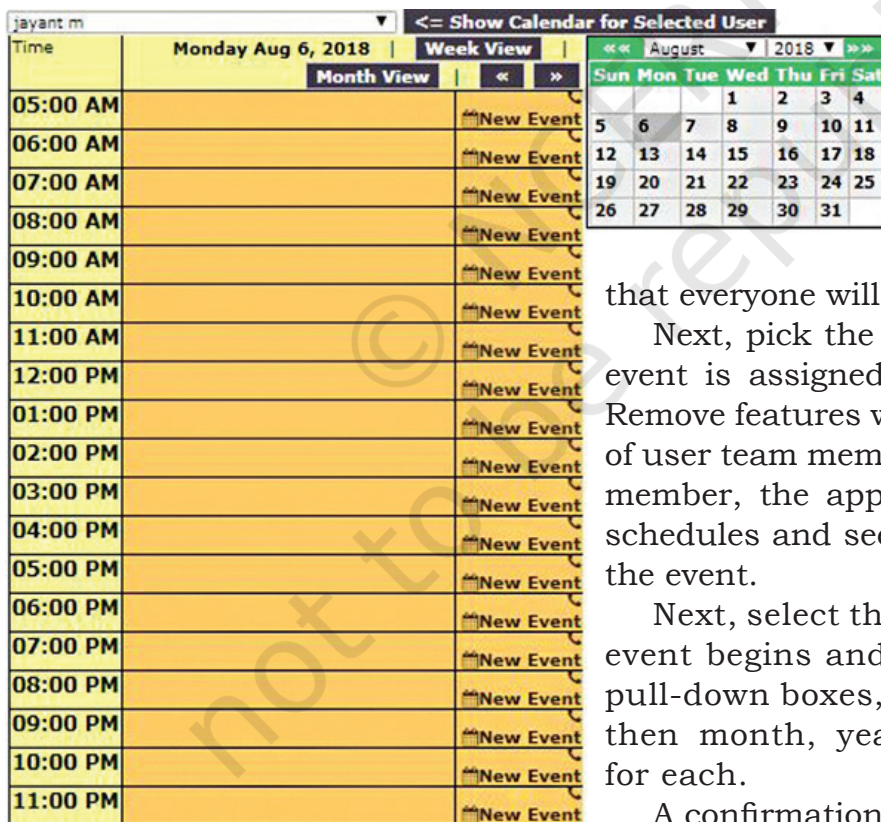 jayant m ▼ <= Show Calendar for Selected User
Time Monday Aug 6, 2018 | Week View |
Month View | « »
05:00 AM New Event
06:00 AM New Event
07:00 AM New Event
08:00 AM New Event
09:00 AM New Event
10:00 AM New Event
11:00 AM New Event
12:00 PM New Event
01:00 PM New Event
02:00 PM New Event
03:00 PM New Event
04:00 PM New Event
05:00 PM New Event
06:00 PM New Event
07:00 PM New Event
08:00 PM New Event
09:00 PM New Event
10:00 PM New Event
11:00 PM New Event
«« August ▼ 2018 ▼ »»
Sun Mon Tue Wed Thu Fri Sat
1 2 3 4
5 6 7 8 9 10 11
12 13 14 15 16 17 18
19 20 21 22 23 24 25
26 27 28 29 30 31
that everyone will
Next, pick the
event is assigned
Remove features
of user team mem
member, the app
schedules and see
the event.
Next, select th
event begins and
pull-down boxes,
then month, yea
for each.
A confirmation
© NCER
not to be repu